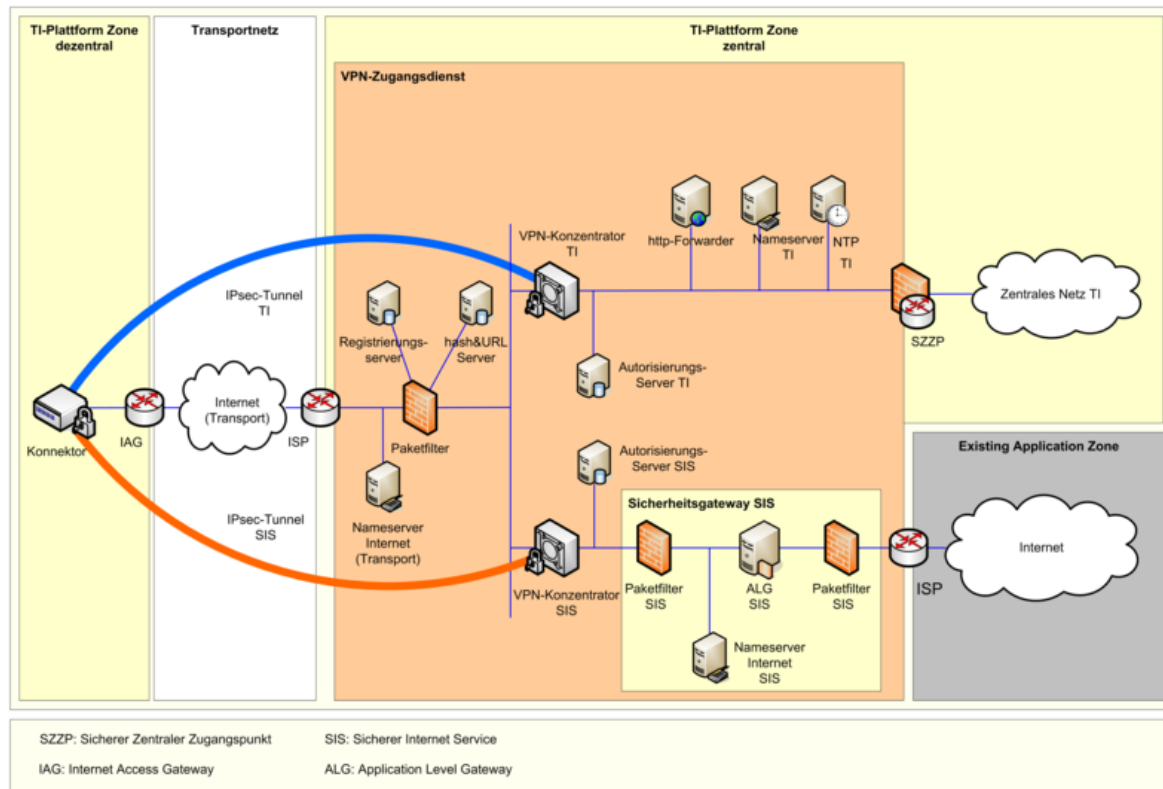 TI-Plattform Zone
dezentral
Transportnetz
TI-Plattform Zone
zentral
VPN-Zugangsdienst
VPN-Konzentrator
TI
http-Forwarder
Nameserver
TI
NTP
TI
IPsec-Tunnel
TI
Registrierungs-
server
hash&URL
Server
Zentrales Netz TI
SZZP
Autorisierungs-
Server TI
Internet
(Transport)
Konnektor
IAG
ISP
Paketfilter
Existing Application Zone
Autorisierungs-
Server SIS
Nameserver
Internet
(Transport)
IPsec-Tunnel
SIS
Sicherheitsgateway SIS
VPN-Konzentrator
SIS
Paketfilter
SIS
ALG
SIS
Paketfilter
SIS
ISP
Internet
Nameserver
Internet
SIS
SZZP: Sicherer Zentraler Zugangspunkt
SIS: Sicherer Internet Service
IAG: Internet Access Gateway
ALG: Application Level Gateway